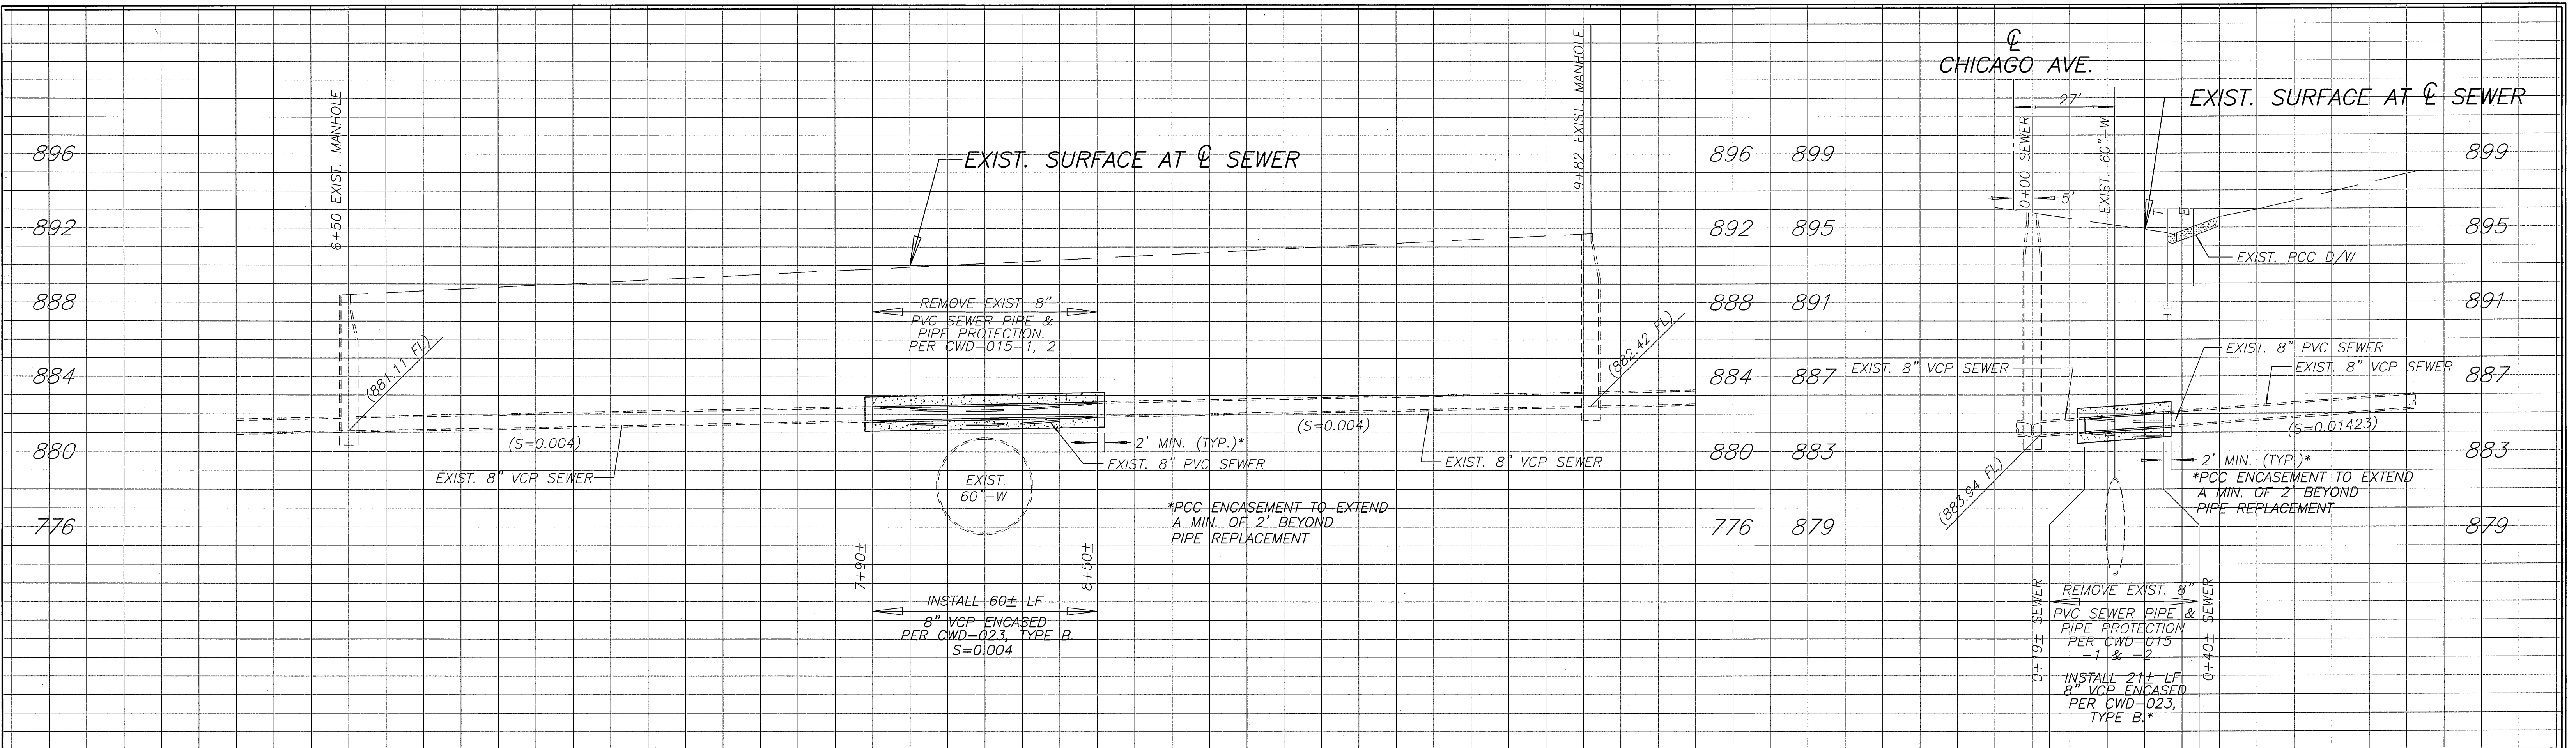 6+50 EXIST. MANHOLE
896
892
888
884
880
776
(881.11 FL)
(S=0.004)
EXIST. 8" VCP SEWER
EXIST. SURFACE AT ℄ SEWER
REMOVE EXIST. 8"
PVC SEWER PIPE &
PIPE PROTECTION.
PER CWD-015-1, 2
2' MIN. (TYP.)*
EXIST. 8" PVC SEWER
EXIST.
60"-W
*PCC ENCASEMENT TO EXTEND
A MIN. OF 2' BEYOND
PIPE REPLACEMENT
7+90±
8+50±
INSTALL 60± LF
8" VCP ENCASED
PER CWD-023, TYPE B.
S=0.004
(S=0.004)
EXIST. 8" VCP SEWER
9+82 EXIST. MANHOLE
(882.42 FL)
896
892
888
884
880
776
899
895
891
887
883
879
℄
CHICAGO AVE.
27'
0+00 SEWER
5'
EXIST. 60"-W
EXIST. SURFACE AT ℄ SEWER
T
E
EXIST. PCC D/W
EXIST. 8" VCP SEWER
EXIST. 8" PVC SEWER
EXIST. 8" VCP SEWER
(S=0.01423)
(883.94 FL)
2' MIN. (TYP.)*
*PCC ENCASEMENT TO EXTEND
A MIN. OF 2' BEYOND
PIPE REPLACEMENT
0+19± SEWER
0+40± SEWER
REMOVE EXIST. 8"
PVC SEWER PIPE &
PIPE PROTECTION
PER CWD-015
-1 & -2
INSTALL 21± LF
8" VCP ENCASED
PER CWD-023,
TYPE B.*
899
895
891
887
883
879